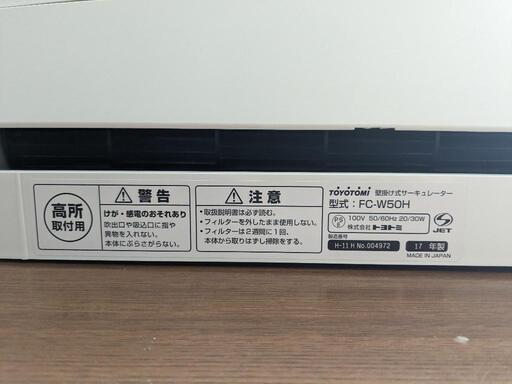 高所
取付用
警告
けが・感電のおそれあり
吹出口や吸込口に指や
異物を入れない。
本体にぶらさがらない。
注意
・取扱説明書は必ず読む。
・フィルターを外したまま使用しない。
・フィルターは2週間に1回、
本体から取りはずし掃除をする。
TOYOTOMI 壁掛け式サーキュレーター
型式：FC-W50H
PSE 100V 50/60Hz 20/30W
株式会社 トヨトミ
JET
製造番号
H-11 H No.004972
17 年製
MADE IN JAPAN